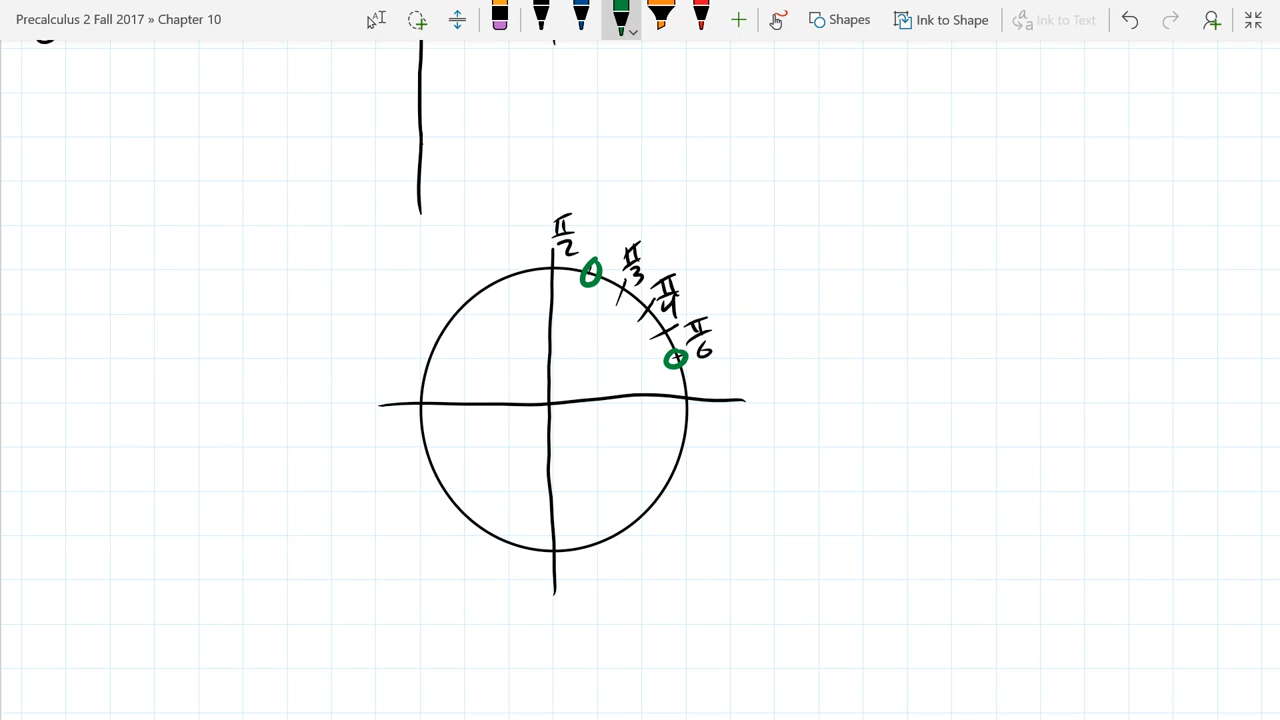 Precalculus 2 Fall 2017 » Chapter 10
Shapes
Ink to Shape
Ink to Text
π/2
π/3
π/4
π/6